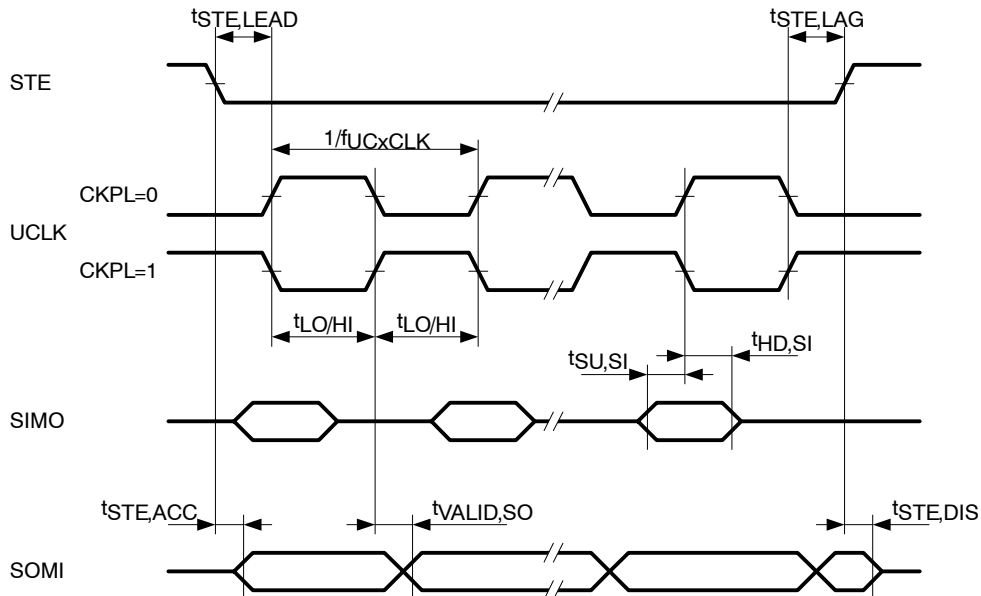 tSTE,LEAD
tSTE,LAG
STE
1/fUCxCLK
CKPL=0
UCLK
CKPL=1
tLO/HI
tLO/HI
tSU,SI
tHD,SI
SIMO
tSTE,ACC
tVALID,SO
tSTE,DIS
SOMI